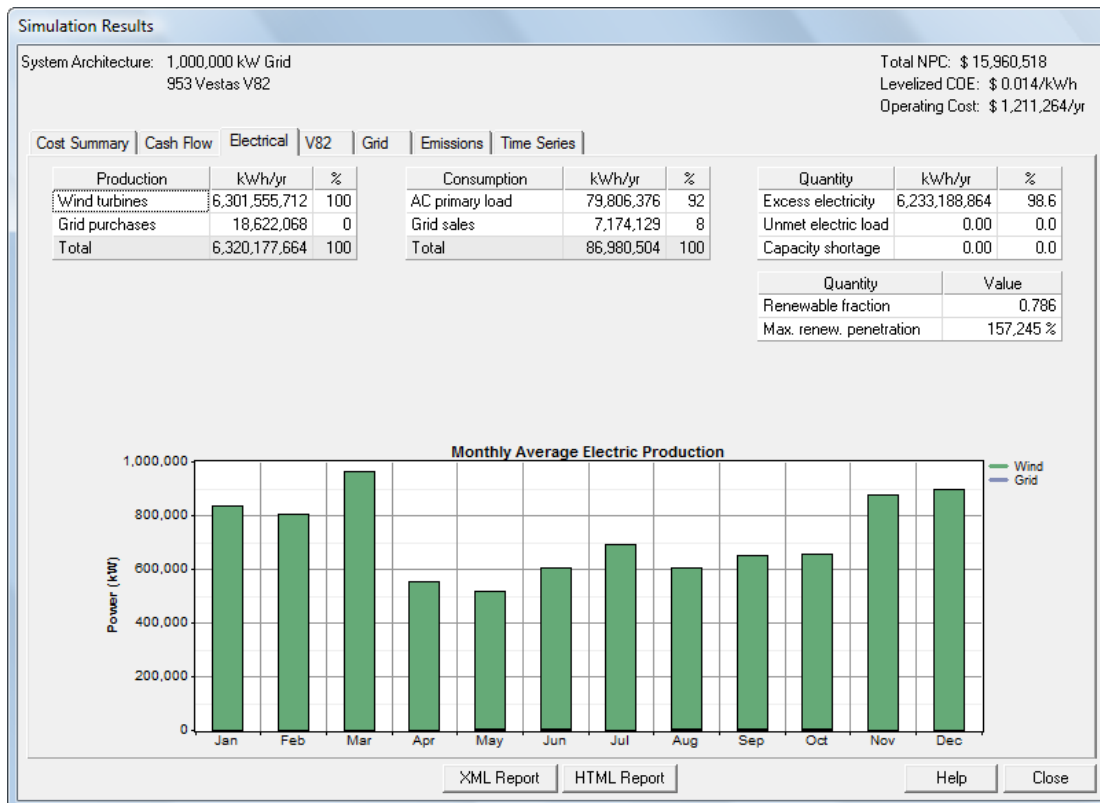 Simulation Results
System Architecture: 1,000,000 kW Grid
953 Vestas V82
Total NPC: $ 15,960,518
Levelized COE: $ 0.014/kWh
Operating Cost: $ 1,211,264/yr
Cost Summary Cash Flow Electrical V82 Grid Emissions Time Series
Production kWh/yr %
Wind turbines 6,301,555,712 100
Grid purchases 18,622,068 0
Total 6,320,177,664 100
Consumption kWh/yr %
AC primary load 79,806,376 92
Grid sales 7,174,129 8
Total 86,980,504 100
Quantity kWh/yr %
Excess electricity 6,233,188,864 98.6
Unmet electric load 0.00 0.0
Capacity shortage 0.00 0.0
Quantity Value
Renewable fraction 0.786
Max. renew. penetration 157,245 %
Monthly Average Electric Production
1,000,000
800,000
600,000
400,000
200,000
0
Power (kW)
Jan Feb Mar Apr May Jun Jul Aug Sep Oct Nov Dec
Wind
Grid
XML Report HTML Report Help Close